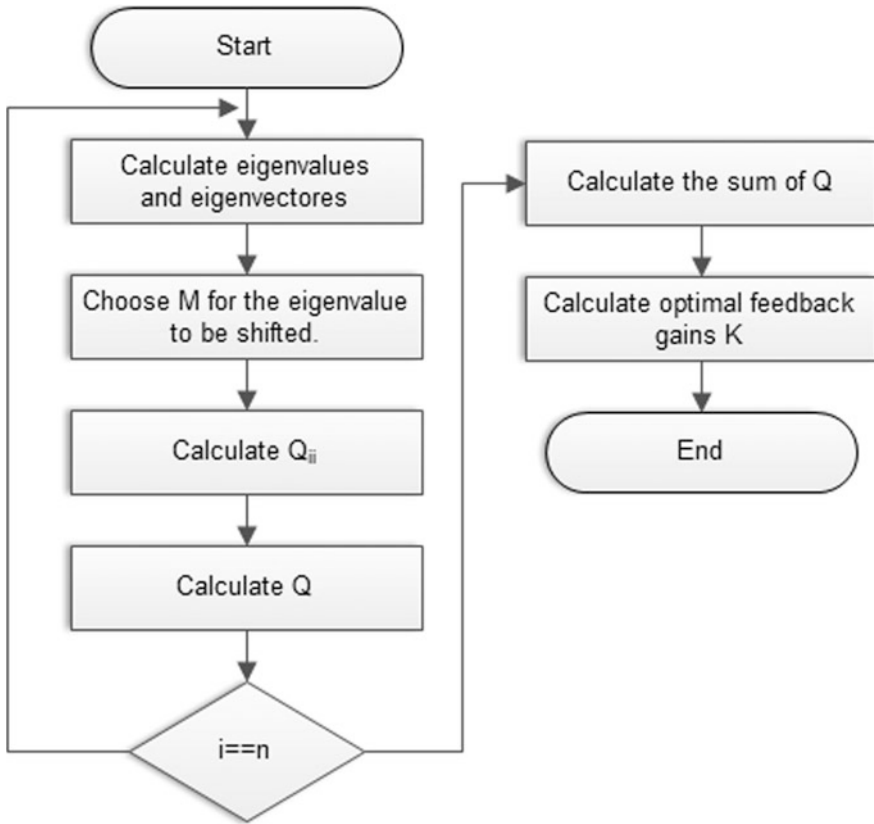 Start
Calculate eigenvalues
and eigenvectores
Choose M for the eigenvalue
to be shifted.
Calculate Qᵢᵢ
Calculate Q
i==n
Calculate the sum of Q
Calculate optimal feedback
gains K
End